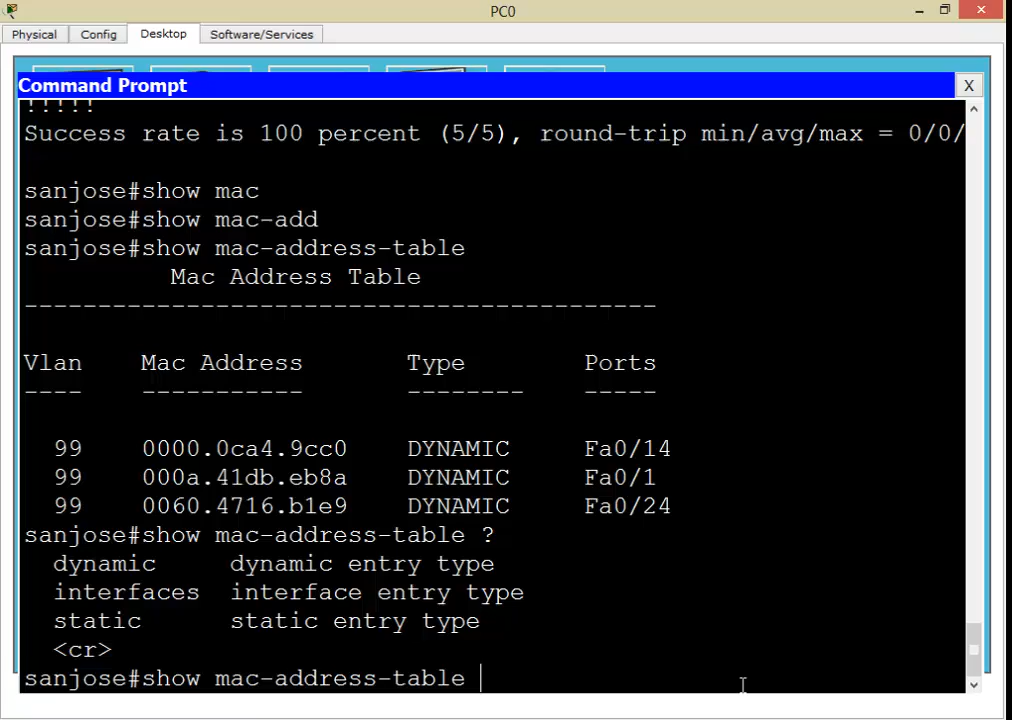 PC0
Physical Config Desktop Software/Services
Command Prompt X
!!!!!
Success rate is 100 percent (5/5), round-trip min/avg/max = 0/0/
sanjose#show mac
sanjose#show mac-add
sanjose#show mac-address-table
Mac Address Table
-------------------------------------------
Vlan Mac Address Type Ports
---- ----------- -------- -----
99 0000.0ca4.9cc0 DYNAMIC Fa0/14
99 000a.41db.eb8a DYNAMIC Fa0/1
99 0060.4716.b1e9 DYNAMIC Fa0/24
sanjose#show mac-address-table ?
dynamic dynamic entry type
interfaces interface entry type
static static entry type
<cr>
sanjose#show mac-address-table